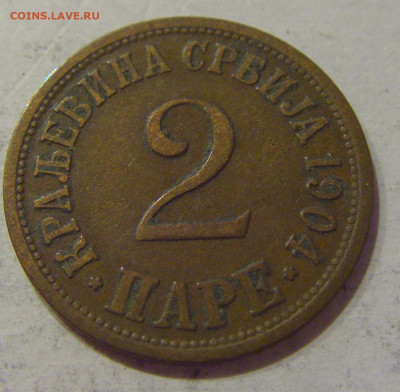 COINS.LAVE.RU
КРАЉЕВИНА СРБИЈА 1904
2
ПАРЕ